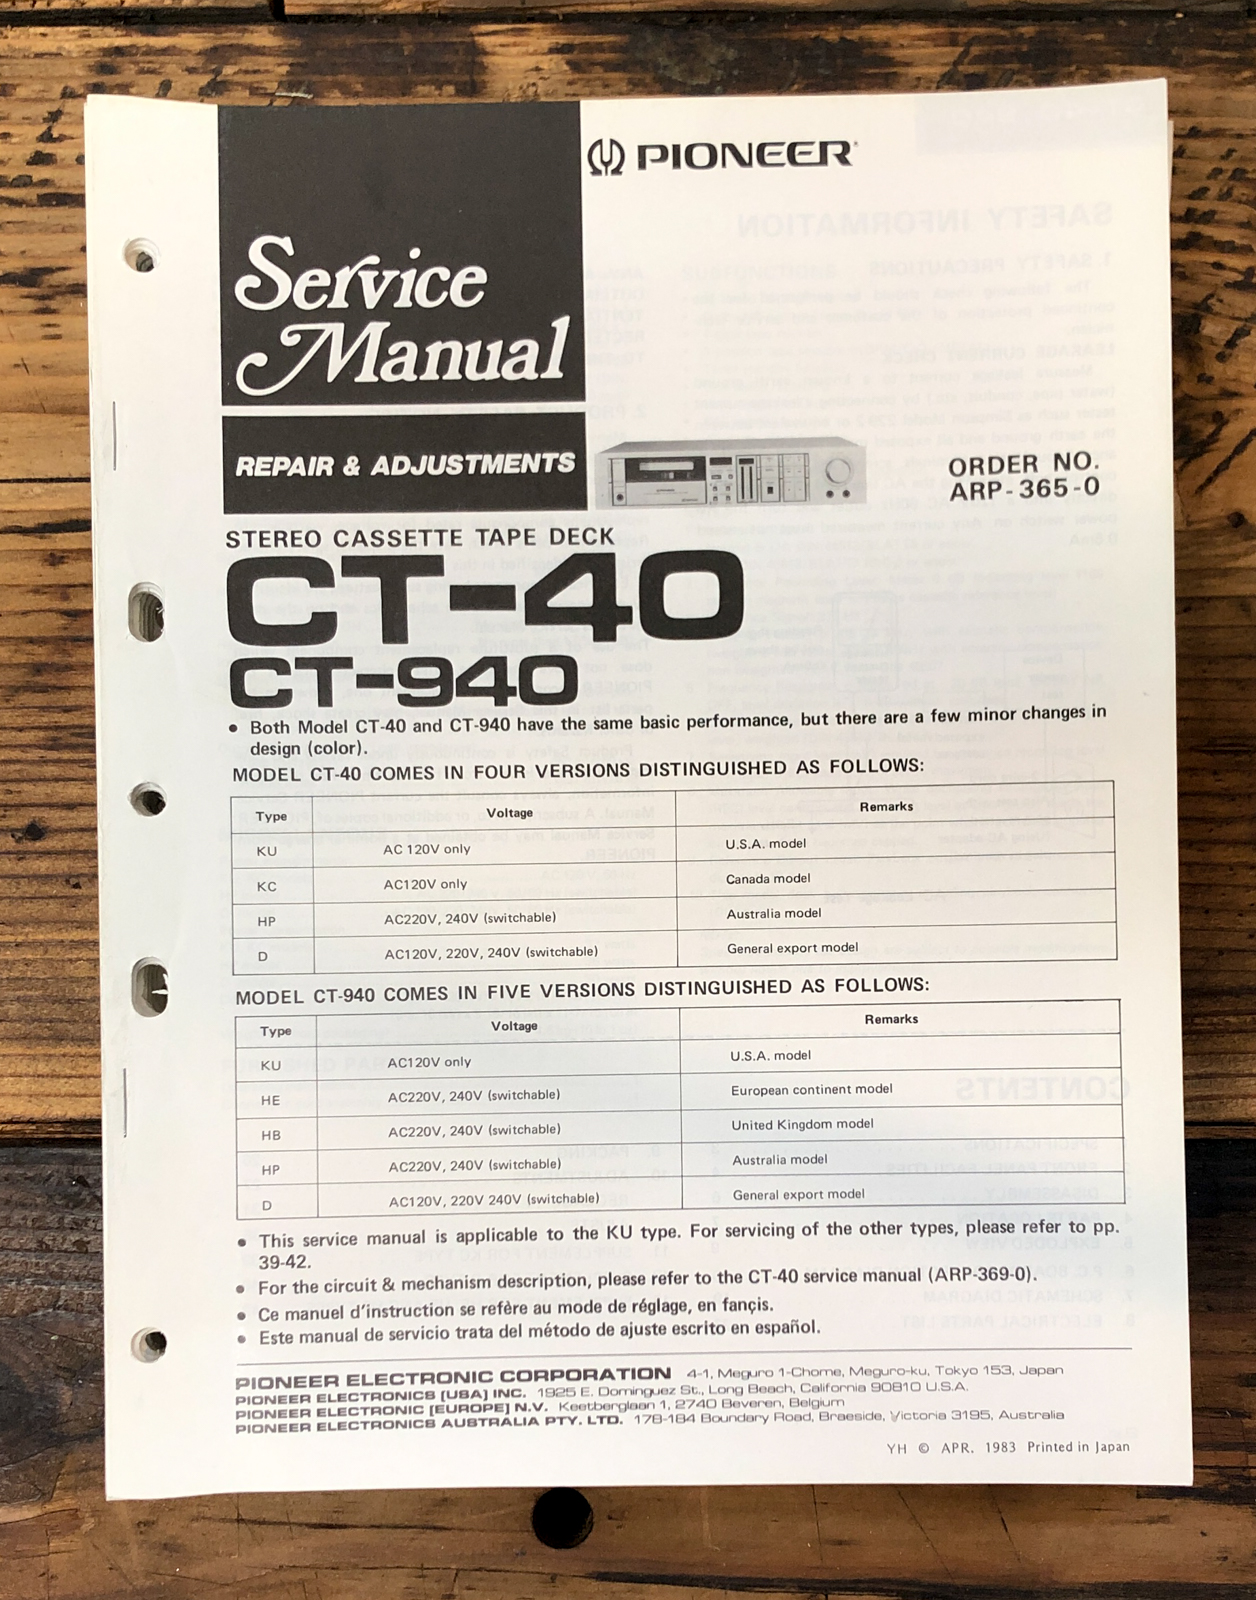 PIONEER
Service
Manual
REPAIR & ADJUSTMENTS
ORDER NO.
ARP-365-0
STEREO CASSETTE TAPE DECK
CT-40
CT-940
• Both Model CT-40 and CT-940 have the same basic performance, but there are a few minor changes in
design (color).
MODEL CT-40 COMES IN FOUR VERSIONS DISTINGUISHED AS FOLLOWS:
Type Voltage Remarks
KU AC 120V only U.S.A. model
KC AC120V only Canada model
HP AC220V, 240V (switchable) Australia model
D AC120V, 220V, 240V (switchable) General export model
MODEL CT-940 COMES IN FIVE VERSIONS DISTINGUISHED AS FOLLOWS:
Type Voltage Remarks
KU AC120V only U.S.A. model
HE AC220V, 240V (switchable) European continent model
HB AC220V, 240V (switchable) United Kingdom model
HP AC220V, 240V (switchable) Australia model
D AC120V, 220V 240V (switchable) General export model
• This service manual is applicable to the KU type. For servicing of the other types, please refer to pp.
39-42.
• For the circuit & mechanism description, please refer to the CT-40 service manual (ARP-369-0).
• Ce manuel d'instruction se refère au mode de réglage, en fançis.
• Este manual de servicio trata del método de ajuste escrito en español.
PIONEER ELECTRONIC CORPORATION 4-1, Meguro 1-Chome, Meguro-ku, Tokyo 153, Japan
PIONEER ELECTRONICS [USA] INC. 1925 E. Dominguez St., Long Beach, California 90810 U.S.A.
PIONEER ELECTRONIC [EUROPE] N.V. Keetberglaan 1, 2740 Beveren, Belgium
PIONEER ELECTRONICS AUSTRALIA PTY. LTD. 178-184 Boundary Road, Braeside, Victoria 3195, Australia
YH © APR. 1983 Printed in Japan